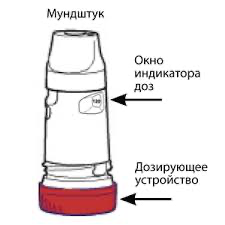 Мундштук
Окно
индикатора
доз
Дозирующее
устройство